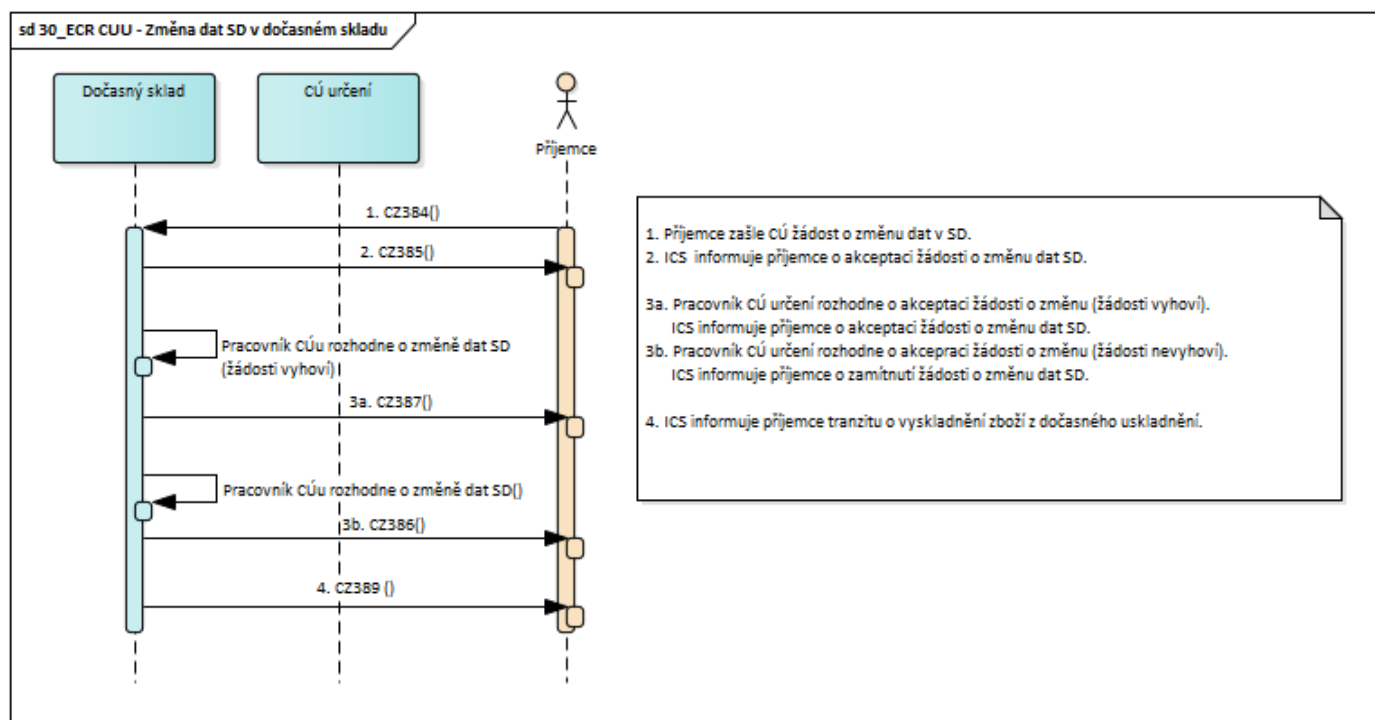 sd 30_ECR CUU - Změna dat SD v dočasném skladu
Dočasný sklad
CÚ určení
Příjemce
1. CZ384()
2. CZ385()
Pracovník CÚu rozhodne o změně dat SD
(žádosti vyhoví)
3a. CZ387()
Pracovník CÚu rozhodne o změně dat SD()
3b. CZ386()
4. CZ389 ()
1. Příjemce zašle CÚ žádost o změnu dat v SD.
2. ICS informuje příjemce o akceptaci žádosti o změnu dat SD.
3a. Pracovník CÚ určení rozhodne o akceptaci žádosti o změnu (žádosti vyhoví).
ICS informuje příjemce o akceptaci žádosti o změnu dat SD.
3b. Pracovník CÚ určení rozhodne o akcepraci žádosti o změnu (žádosti nevyhoví).
ICS informuje příjemce o zamítnutí žádosti o změnu dat SD.
4. ICS informuje příjemce tranzitu o vyskladnění zboží z dočasného uskladnění.